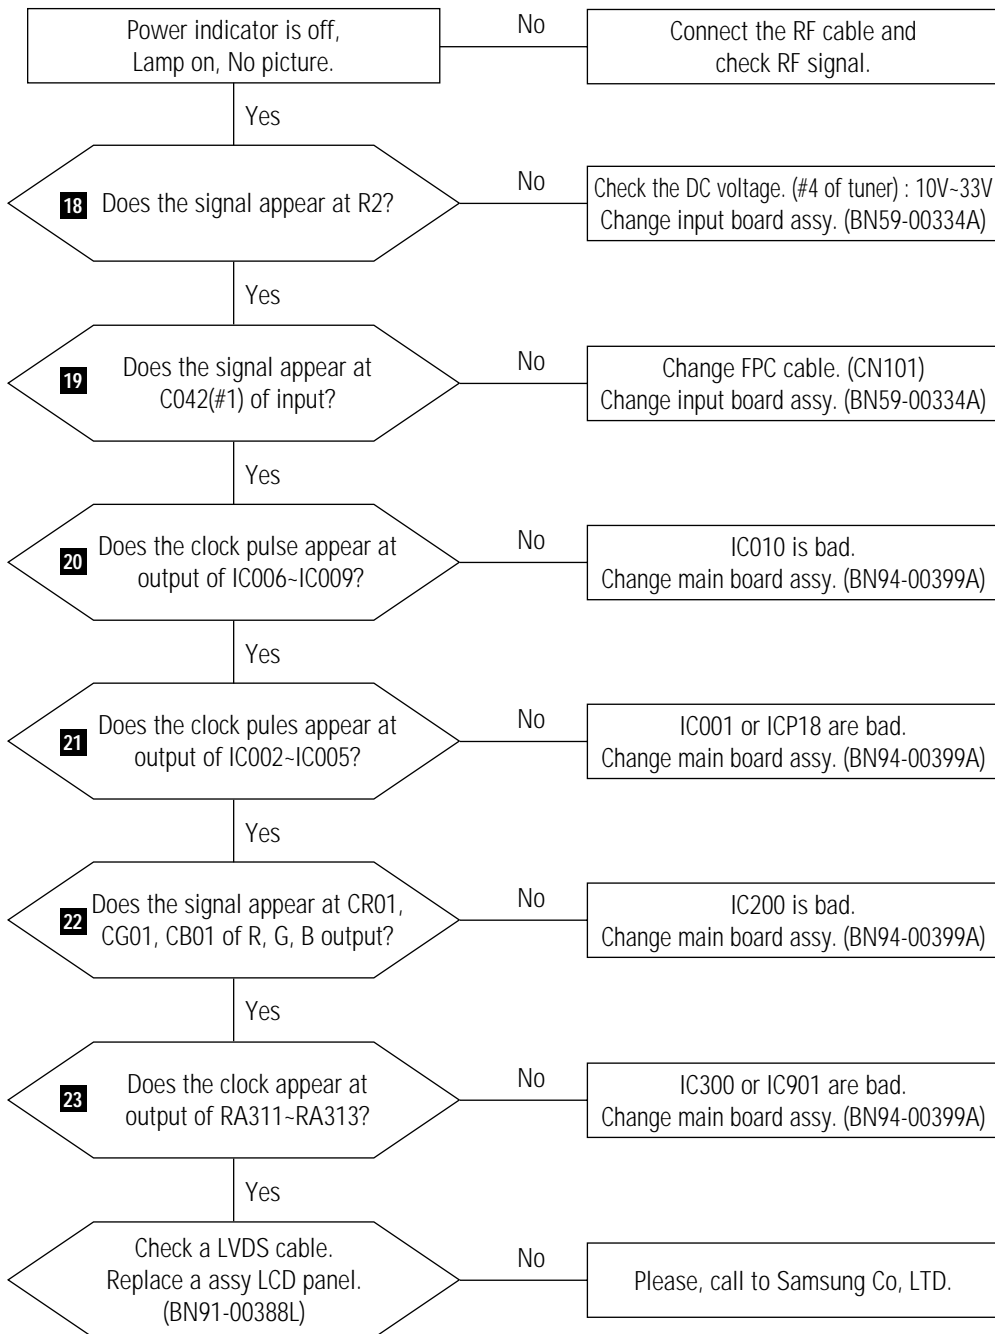 Power indicator is off,
Lamp on, No picture.
No
Connect the RF cable and
check RF signal.
Yes
18
Does the signal appear at R2?
No
Check the DC voltage. (#4 of tuner) : 10V~33V
Change input board assy. (BN59-00334A)
Yes
19
Does the signal appear at
C042(#1) of input?
No
Change FPC cable. (CN101)
Change input board assy. (BN59-00334A)
Yes
20
Does the clock pulse appear at
output of IC006~IC009?
No
IC010 is bad.
Change main board assy. (BN94-00399A)
Yes
21
Does the clock pules appear at
output of IC002~IC005?
No
IC001 or ICP18 are bad.
Change main board assy. (BN94-00399A)
Yes
22
Does the signal appear at CR01,
CG01, CB01 of R, G, B output?
No
IC200 is bad.
Change main board assy. (BN94-00399A)
Yes
23
Does the clock appear at
output of RA311~RA313?
No
IC300 or IC901 are bad.
Change main board assy. (BN94-00399A)
Yes
Check a LVDS cable.
Replace a assy LCD panel.
(BN91-00388L)
No
Please, call to Samsung Co, LTD.